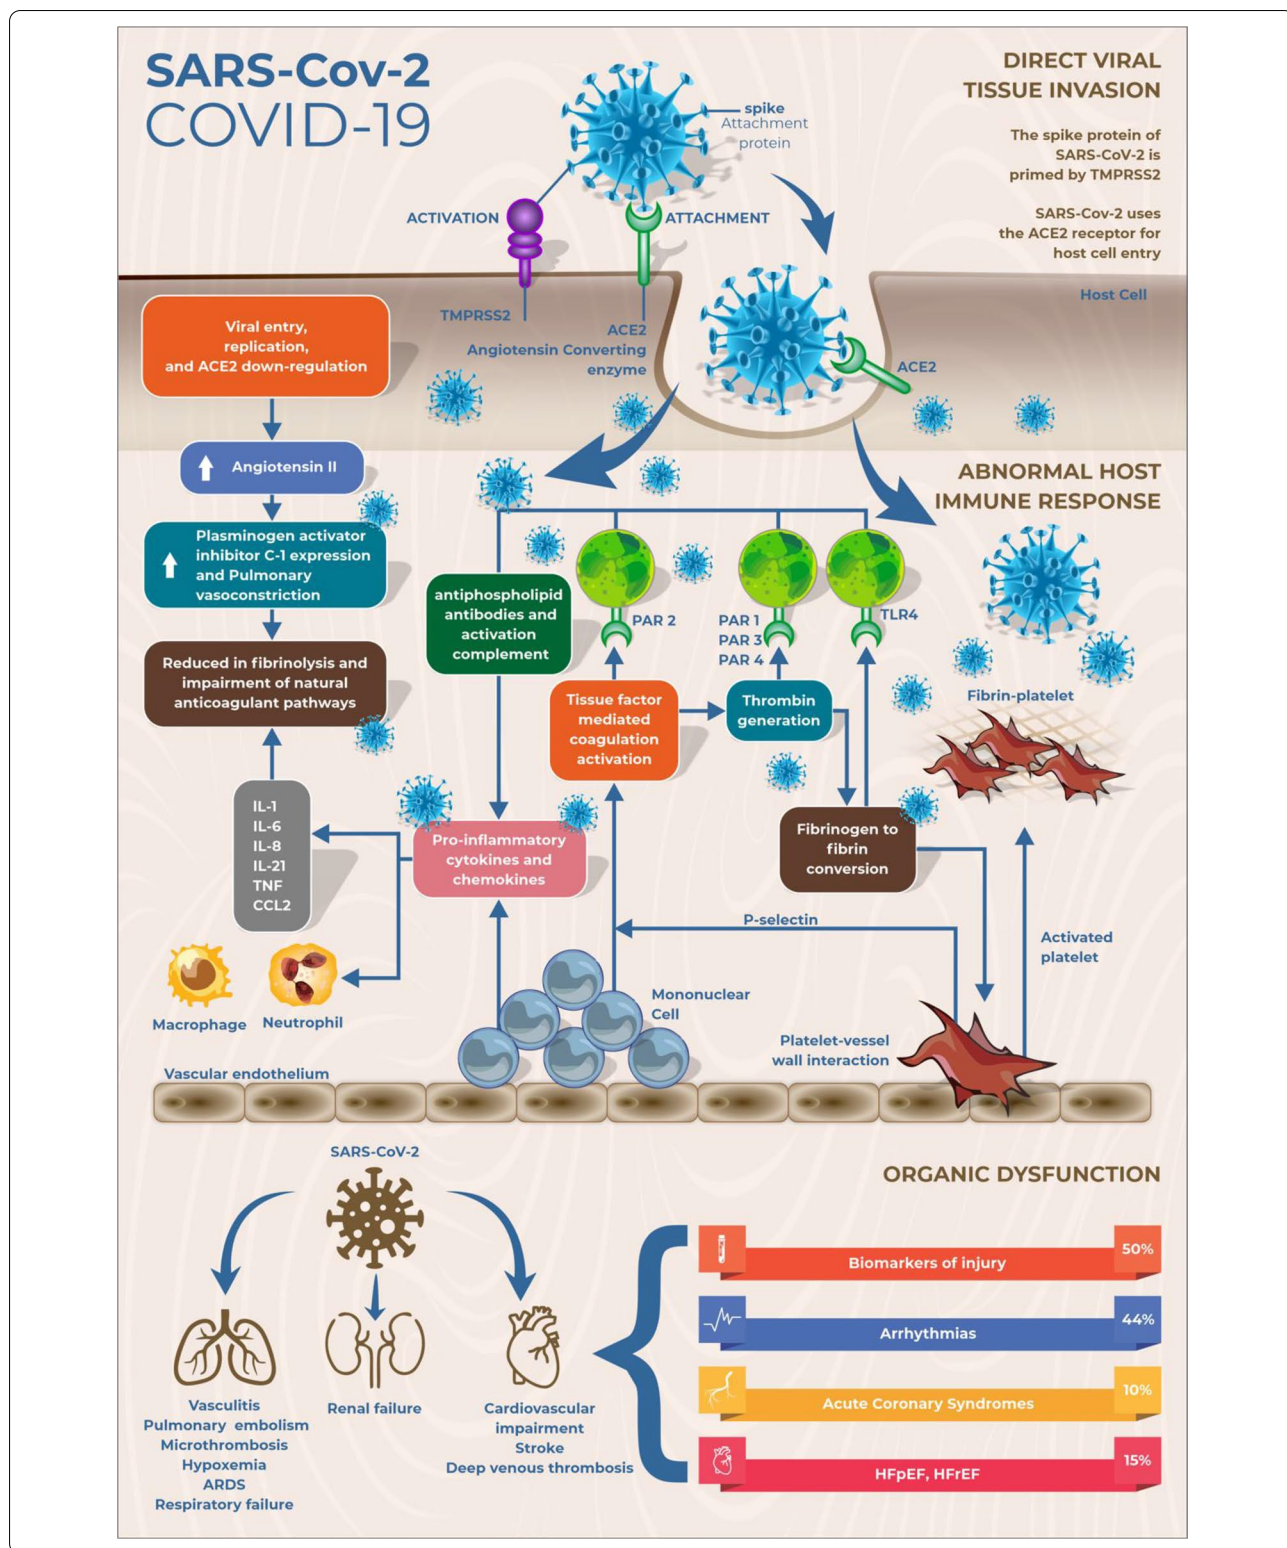 SARS-Cov-2
COVID-19
spike
Attachment
protein
DIRECT VIRAL
TISSUE INVASION
The spike protein of
SARS-CoV-2 is
primed by TMPRSS2
SARS-Cov-2 uses
the ACE2 receptor for
host cell entry
ACTIVATION
ATTACHMENT
Host Cell
TMPRSS2
ACE2
Angiotensin Converting
enzyme
ACE2
Viral entry,
replication,
and ACE2 down-regulation
Angiotensin II
Plasminogen activator
inhibitor C-1 expression
and Pulmonary
vasoconstriction
Reduced in fibrinolysis and
impairment of natural
anticoagulant pathways
IL-1
IL-6
IL-8
IL-21
TNF
CCL2
Macrophage
Neutrophil
ABNORMAL HOST
IMMUNE RESPONSE
antiphospholipid
antibodies and
activation
complement
PAR 2
PAR 1
PAR 3
PAR 4
TLR4
Tissue factor
mediated
coagulation
activation
Thrombin
generation
Fibrin-platelet
Pro-inflammatory
cytokines and
chemokines
Fibrinogen to
fibrin
conversion
P-selectin
Activated
platelet
Mononuclear
Cell
Platelet-vessel
wall interaction
Vascular endothelium
SARS-CoV-2
ORGANIC DYSFUNCTION
Vasculitis
Pulmonary embolism
Microthrombosis
Hypoxemia
ARDS
Respiratory failure
Renal failure
Cardiovascular
impairment
Stroke
Deep venous thrombosis
Biomarkers of injury
50%
Arrhythmias
44%
Acute Coronary Syndromes
10%
HFpEF, HFrEF
15%